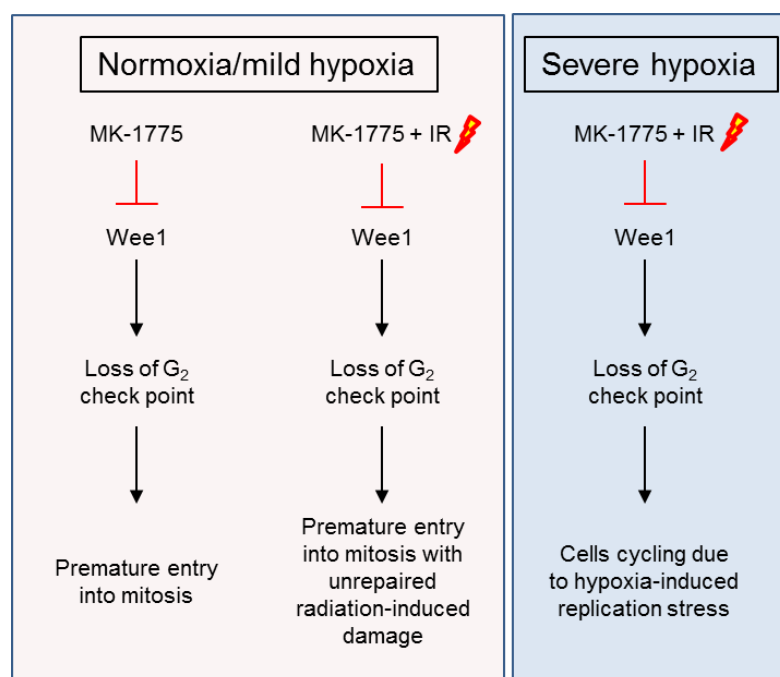 Normoxia/mild hypoxia
MK-1775
Wee1
Loss of G₂
check point
Premature entry
into mitosis
MK-1775 + IR
Wee1
Loss of G₂
check point
Premature entry
into mitosis with
unrepaired
radiation-induced
damage
Severe hypoxia
MK-1775 + IR
Wee1
Loss of G₂
check point
Cells cycling due
to hypoxia-induced
replication stress